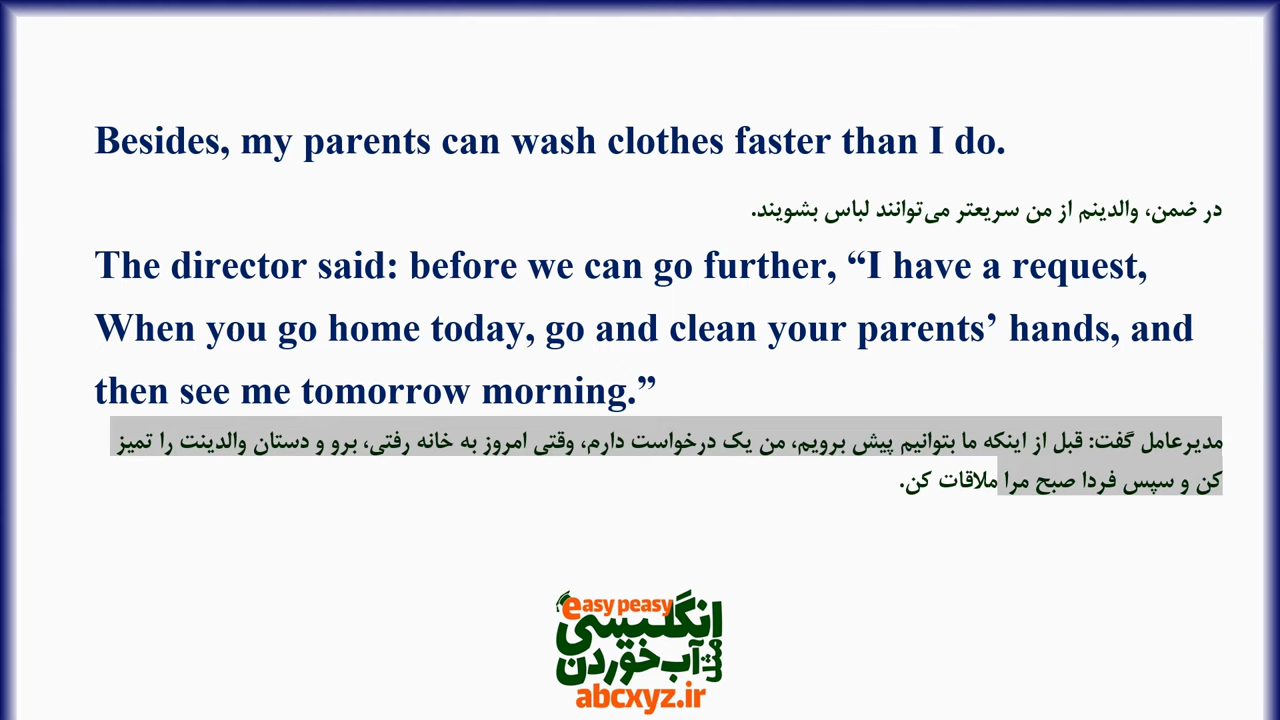 Besides, my parents can wash clothes faster than I do.
در ضمن، والدینم از من سریعتر می‌توانند لباس بشویند.
The director said: before we can go further, “I have a request,
When you go home today, go and clean your parents’ hands, and
then see me tomorrow morning.”
مدیرعامل گفت: قبل از اینکه ما بتوانیم پیش برویم، من یک درخواست دارم، وقتی امروز به خانه رفتی، برو و دستان والدینت را تمیز
کن و سپس فردا صبح مرا ملاقات کن.
easy peasy
انگلیسی
مثل آب خوردن
abcxyz.ir